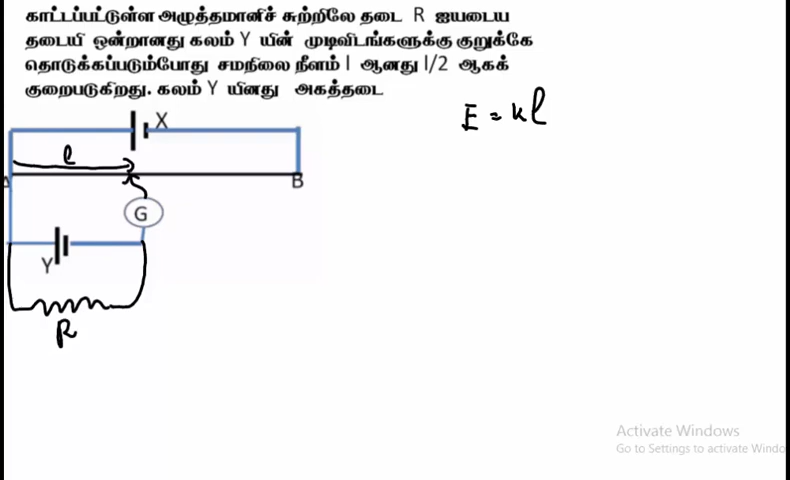 காட்டப்பட்டுள்ள அழுத்தமானிச் சுற்றிலே தடை R ஐயுடைய
தடையி ஒன்றானது கலம் Y யின் முடிவிடங்களுக்கு குறுக்கே
தொடுக்கப்படும்போது சமநிலை நீளம் l ஆனது l/2 ஆகக்
குறைபடுகிறது. கலம் Y யினது அகத்தடை
E = kl
X
l
A
B
G
Y
R
Activate Windows
Go to Settings to activate Windo